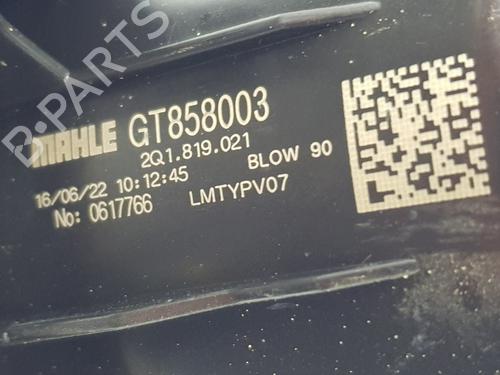 B-PARTS
MAHLE GT858003
2Q1.819.021
BLOW 90
16/06/22 10:12:45
LMTYPV07
No: 0617766